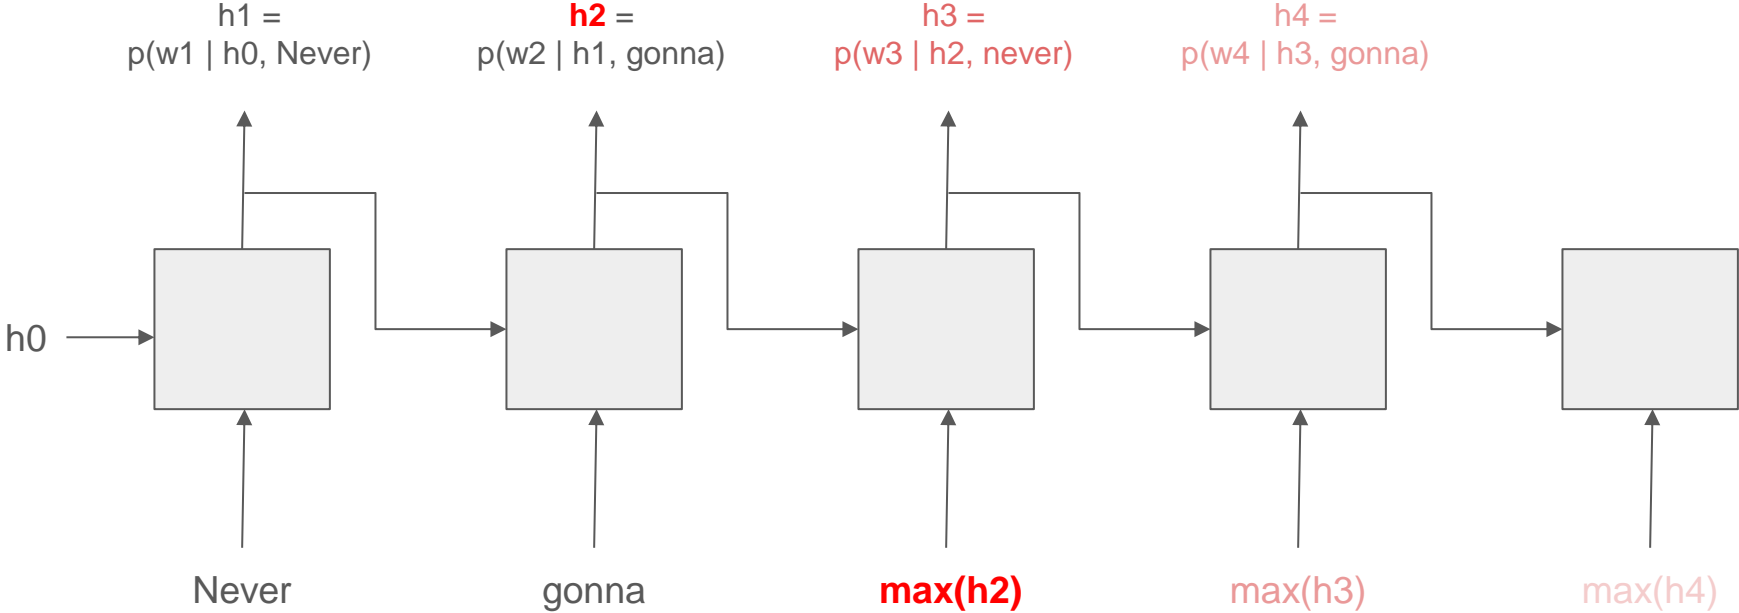 h1 =
p(w1 | h0, Never)
h2 =
p(w2 | h1, gonna)
h3 =
p(w3 | h2, never)
h4 =
p(w4 | h3, gonna)
h0
Never
gonna
max(h2)
max(h3)
max(h4)